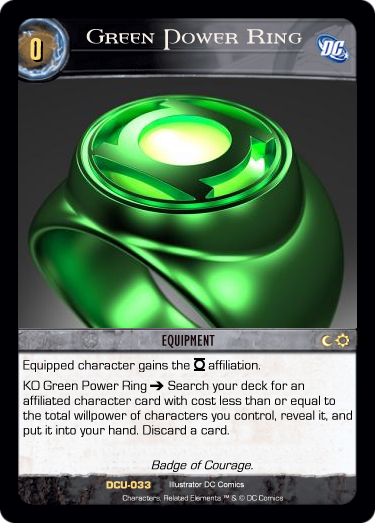 0
Green Power Ring
DC
EQUIPMENT
Equipped character gains the affiliation.
KO Green Power Ring ➔ Search your deck for an
affiliated character card with cost less than or equal to
the total willpower of characters you control, reveal it, and
put it into your hand. Discard a card.
Badge of Courage.
DCU-033 Illustrator DC Comics
Characters, Related Elements ™ & © DC Comics